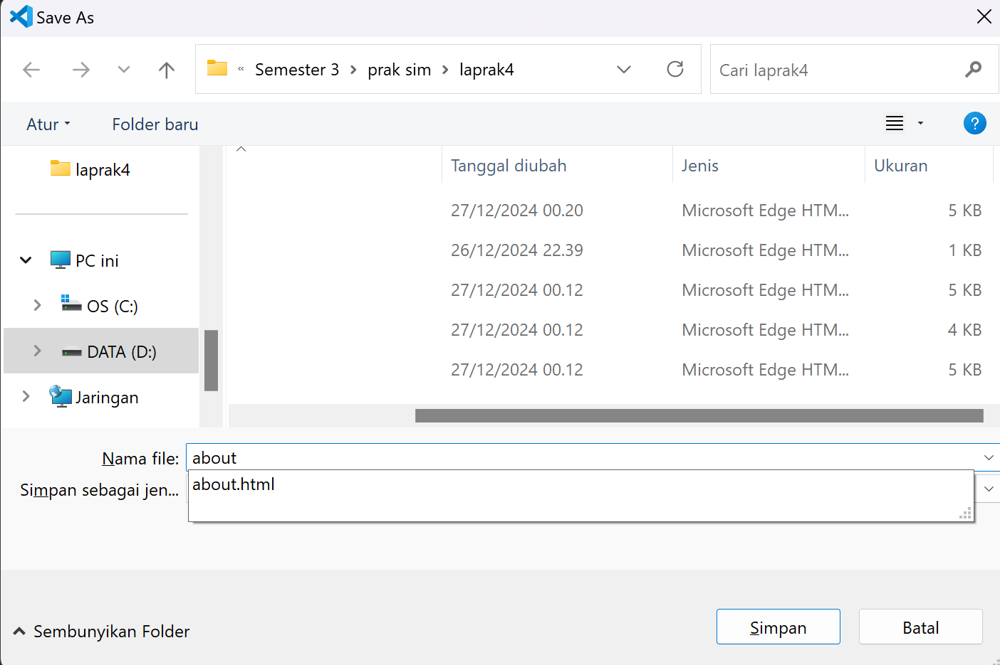 Save As
« Semester 3 > prak sim > laprak4
Cari laprak4
Atur
Folder baru
?
laprak4
PC ini
OS (C:)
DATA (D:)
Jaringan
Tanggal diubah Jenis Ukuran
27/12/2024 00.20 Microsoft Edge HTM... 5 KB
26/12/2024 22.39 Microsoft Edge HTM... 1 KB
27/12/2024 00.12 Microsoft Edge HTM... 5 KB
27/12/2024 00.12 Microsoft Edge HTM... 4 KB
27/12/2024 00.12 Microsoft Edge HTM... 5 KB
Nama file: about
about.html
Simpan sebagai jen...
Sembunyikan Folder
Simpan
Batal